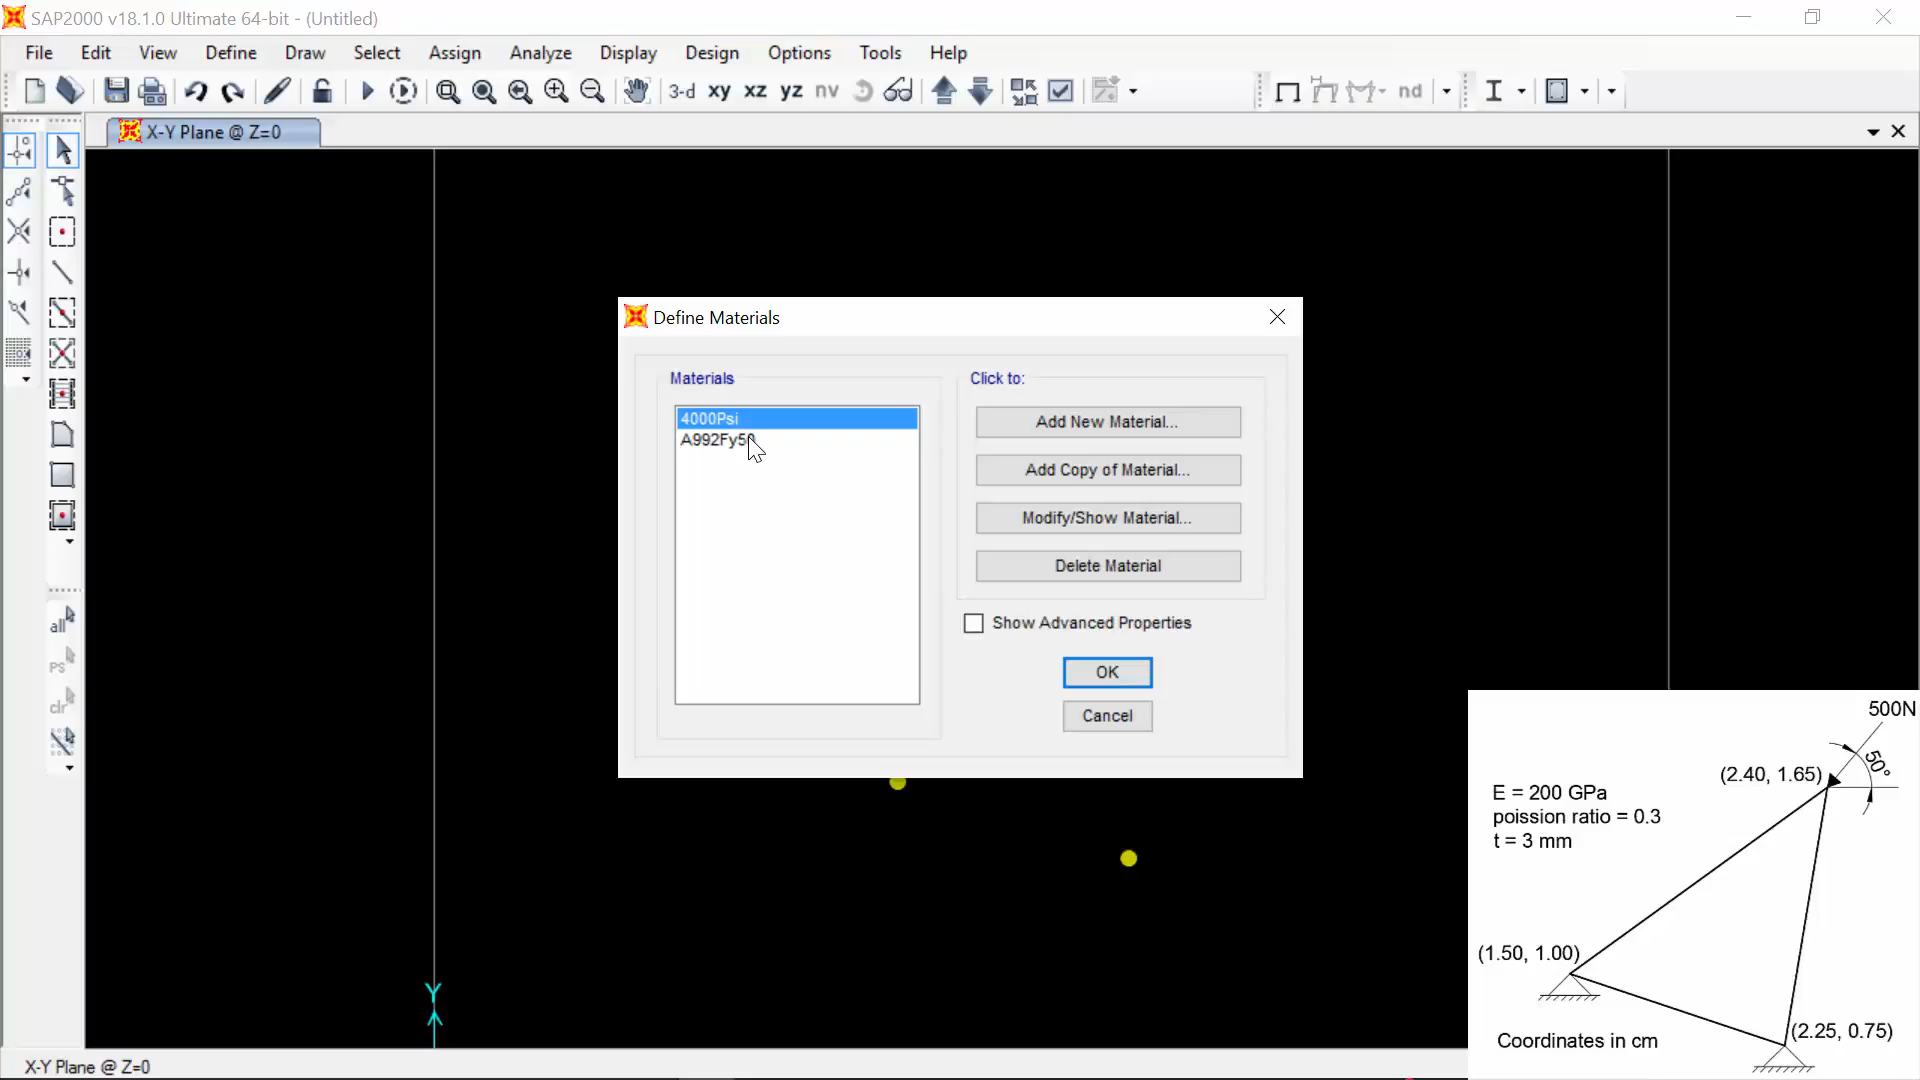 SAP2000 v18.1.0 Ultimate 64-bit - (Untitled)
File Edit View Define Draw Select Assign Analyze Display Design Options Tools Help
3-d xy xz yz nv nd
X-Y Plane @ Z=0
Define Materials
Materials
Click to:
4000Psi
A992Fy50
Add New Material...
Add Copy of Material...
Modify/Show Material...
Delete Material
Show Advanced Properties
OK
Cancel
all
ps
clr
Y
500N
50°
(2.40, 1.65)
E = 200 GPa
poission ratio = 0.3
t = 3 mm
(1.50, 1.00)
(2.25, 0.75)
Coordinates in cm
X-Y Plane @ Z=0